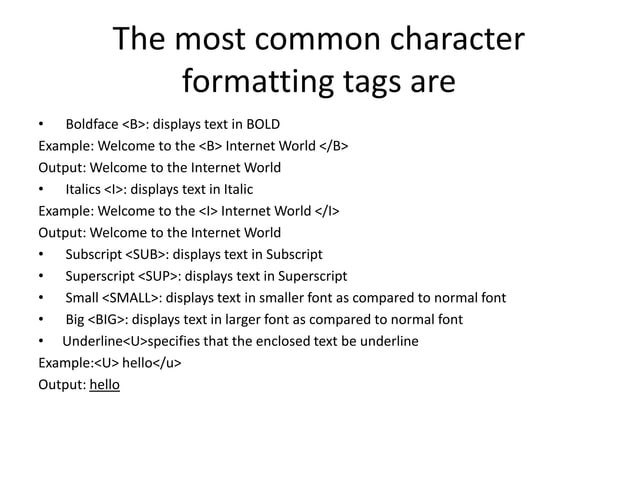 The most common character
formatting tags are
• Boldface <B>: displays text in BOLD
Example: Welcome to the <B> Internet World </B>
Output: Welcome to the Internet World
• Italics <I>: displays text in Italic
Example: Welcome to the <I> Internet World </I>
Output: Welcome to the Internet World
• Subscript <SUB>: displays text in Subscript
• Superscript <SUP>: displays text in Superscript
• Small <SMALL>: displays text in smaller font as compared to normal font
• Big <BIG>: displays text in larger font as compared to normal font
• Underline<U>specifies that the enclosed text be underline
Example:<U> hello</u>
Output: hello